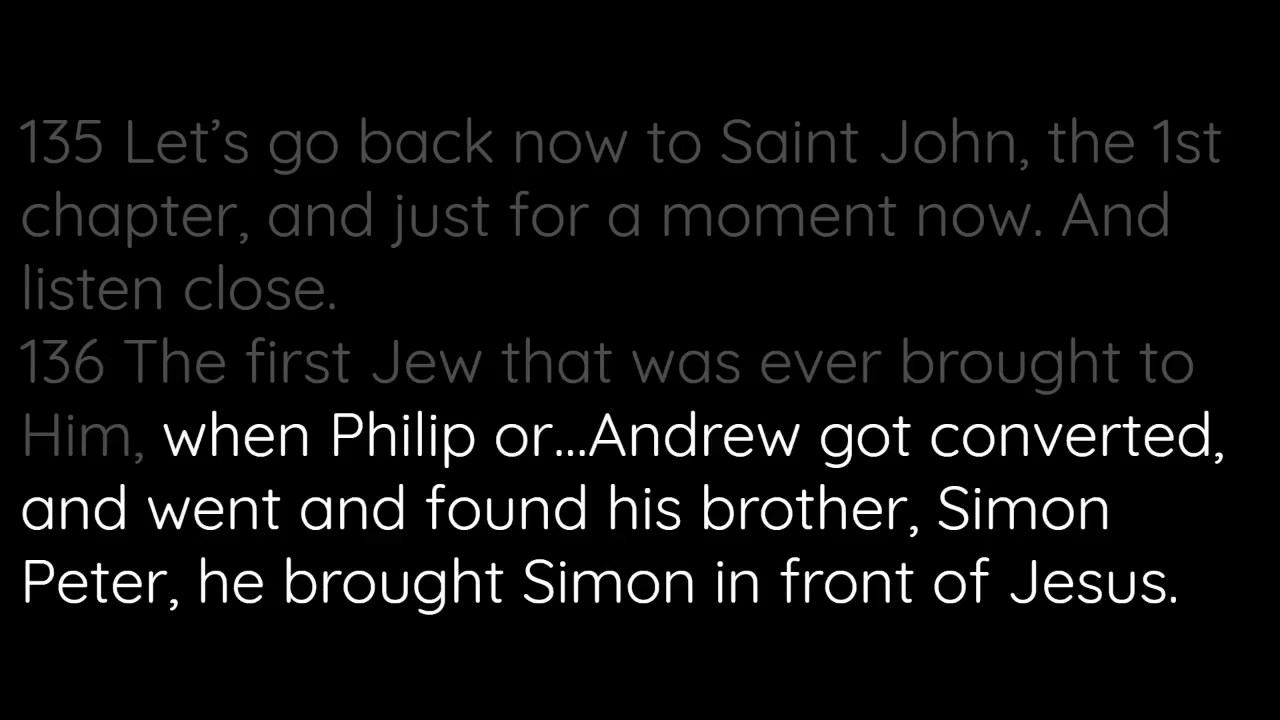 135 Let’s go back now to Saint John, the 1st
chapter, and just for a moment now. And
listen close.
136 The first Jew that was ever brought to
Him, when Philip or...Andrew got converted,
and went and found his brother, Simon
Peter, he brought Simon in front of Jesus.